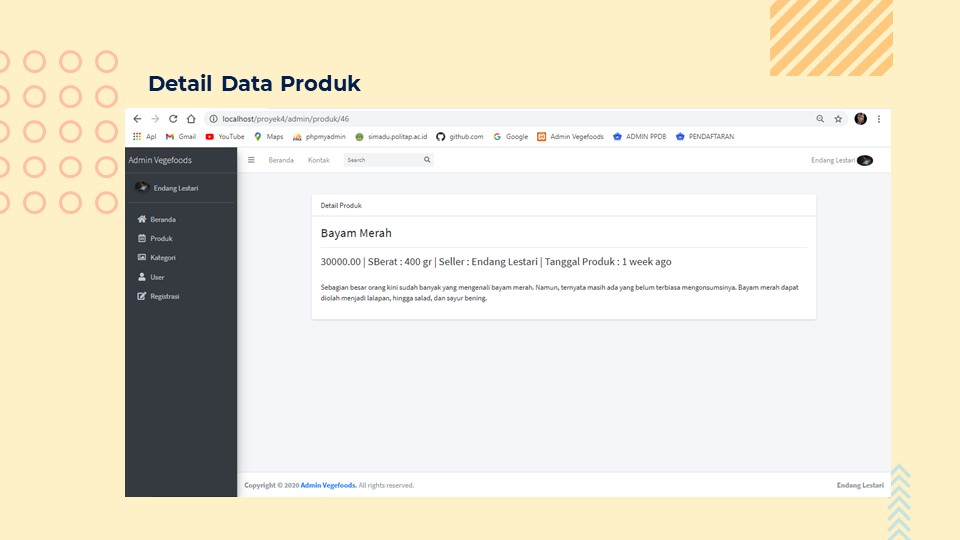 Detail Data Produk
localhost/proyek4/admin/produk/46
Apl Gmail YouTube Maps phpmyadmin simadu.politap.ac.id github.com Google Admin Vegefoods ADMIN PPDB PENDAFTARAN
Admin Vegefoods
Beranda Kontak Search Endang Lestari
Endang Lestari
Beranda
Produk
Kategori
User
Registrasi
Detail Produk
Bayam Merah
30000.00 | SBerat : 400 gr | Seller : Endang Lestari | Tanggal Produk : 1 week ago
Sebagian besar orang kini sudah banyak yang mengenali bayam merah. Namun, ternyata masih ada yang belum terbiasa mengonsumsinya. Bayam merah dapat
diolah menjadi lalapan, hingga salad, dan sayur bening.
Copyright © 2020 Admin Vegefoods. All rights reserved. Endang Lestari